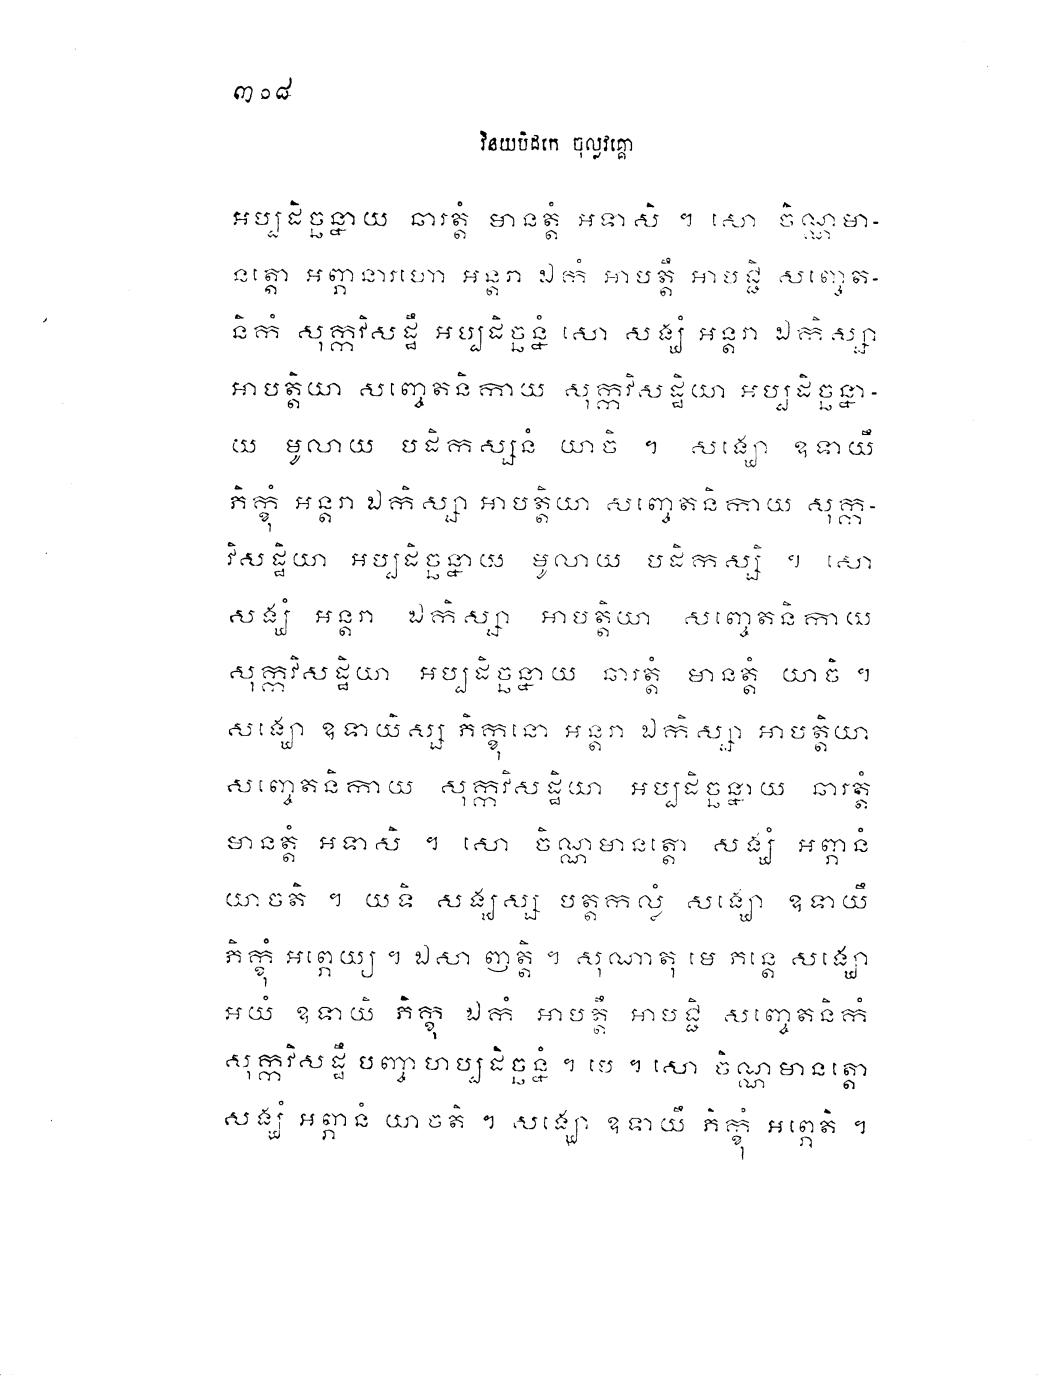 ៣១៨
វិនយបិដកេ ចុល្លវគ្គោ
អប្បដិច្ឆន្នាយ ឆារត្តំ មានត្តំ អទាសិ ។ សោ ចិណ្ណមា-
នត្តោ អព្ភានារហោ អន្តរា ឯកំ អាបត្តឹ អាបជ្ជិ សញ្ចេត-
និកំ សុក្កវិសដ្ឋឹ អប្បដិច្ឆន្នំ សោ សង្ឃំ អន្តរា ឯកិស្សា
អាបត្តិយា សញ្ចេតនិកាយ សុក្កវិសដ្ឋិយា អប្បដិច្ឆន្នា-
យ មូលាយ បដិកស្សនំ យាចិ ។ សង្ឃោ ឧទាយឹ
ភិក្ខុំ អន្តរា ឯកិស្សា អាបត្តិយា សញ្ចេតនិកាយ សុក្ក-
វិសដ្ឋិយា អប្បដិច្ឆន្នាយ មូលាយ បដិកស្សិ ។ សោ
សង្ឃំ អន្តរា ឯកិស្សា អាបត្តិយា សញ្ចេតនិកាយ
សុក្កវិសដ្ឋិយា អប្បដិច្ឆន្នាយ ឆារត្តំ មានត្តំ យាចិ ។
សង្ឃោ ឧទាយិស្ស ភិក្ខុនោ អន្តរា ឯកិស្សា អាបត្តិយា
សញ្ចេតនិកាយ សុក្កវិសដ្ឋិយា អប្បដិច្ឆន្នាយ ឆារត្តំ
មានត្តំ អទាសិ ។ សោ ចិណ្ណមានត្តោ សង្ឃំ អព្ភានំ
យាចតិ ។ យទិ សង្ឃស្ស បត្តកល្លំ សង្ឃោ ឧទាយឹ
ភិក្ខុំ អព្ភេយ្យ ។ ឯសា ញត្តិ ។ សុណាតុ មេ ភន្តេ សង្ឃោ
អយំ ឧទាយិ ភិក្ខុ ឯកំ អាបត្តឹ អាបជ្ជិ សញ្ចេតនិកំ
សុក្កវិសដ្ឋឹ បញ្ចាហប្បដិច្ឆន្នំ ។ បេ ។ សោ ចិណ្ណមានត្តោ
សង្ឃំ អព្ភានំ យាចតិ ។ សង្ឃោ ឧទាយឹ ភិក្ខុំ អព្ភេតិ ។